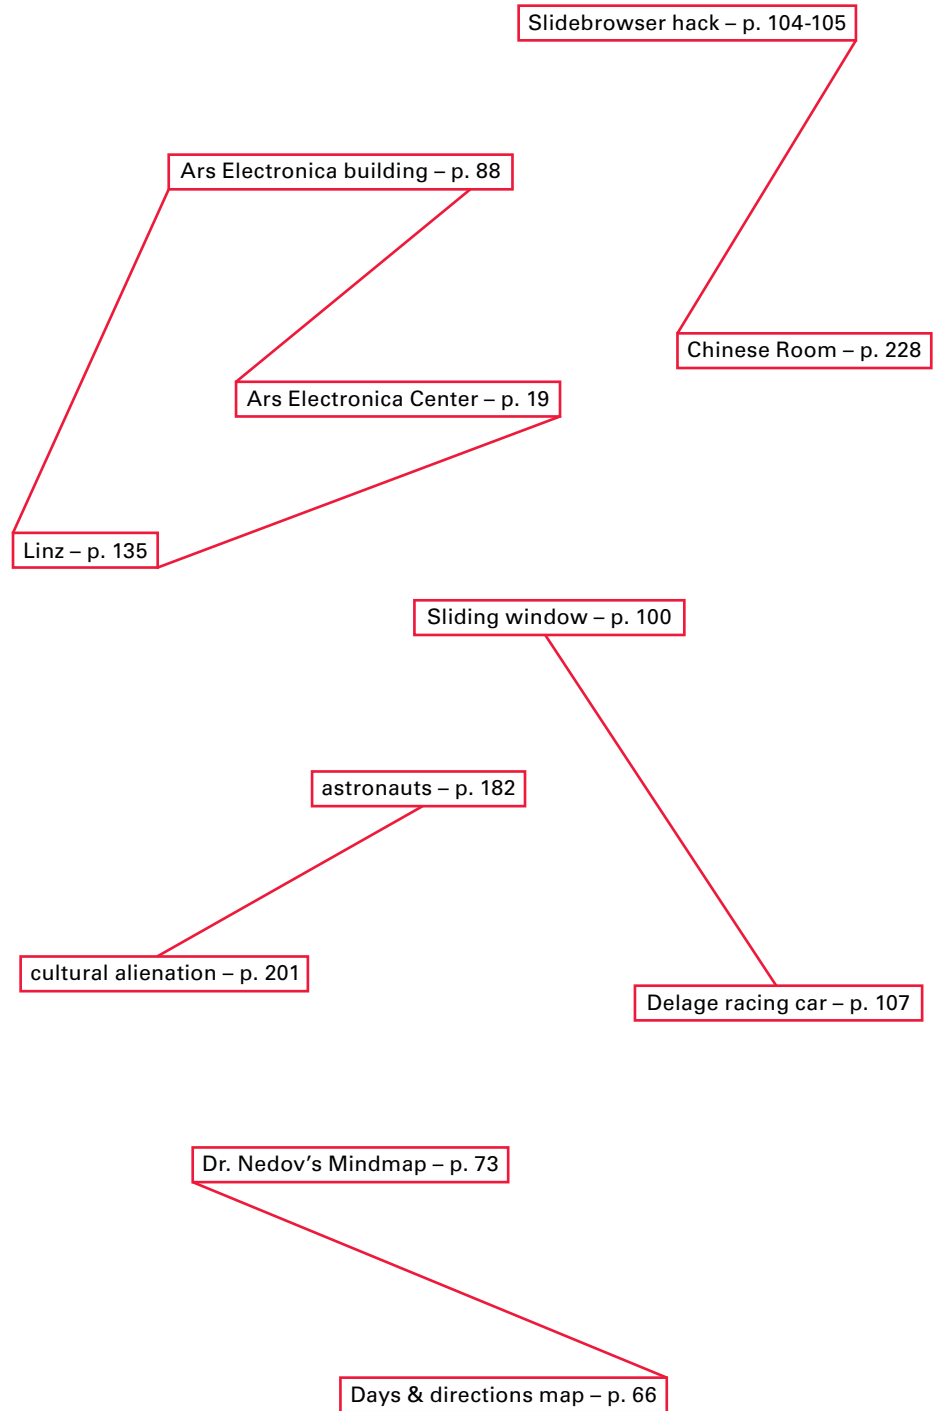 Slidebrowser hack – p. 104-105
Ars Electronica building – p. 88
Chinese Room – p. 228
Ars Electronica Center – p. 19
Linz – p. 135
Sliding window – p. 100
astronauts – p. 182
cultural alienation – p. 201
Delage racing car – p. 107
Dr. Nedov's Mindmap – p. 73
Days & directions map – p. 66